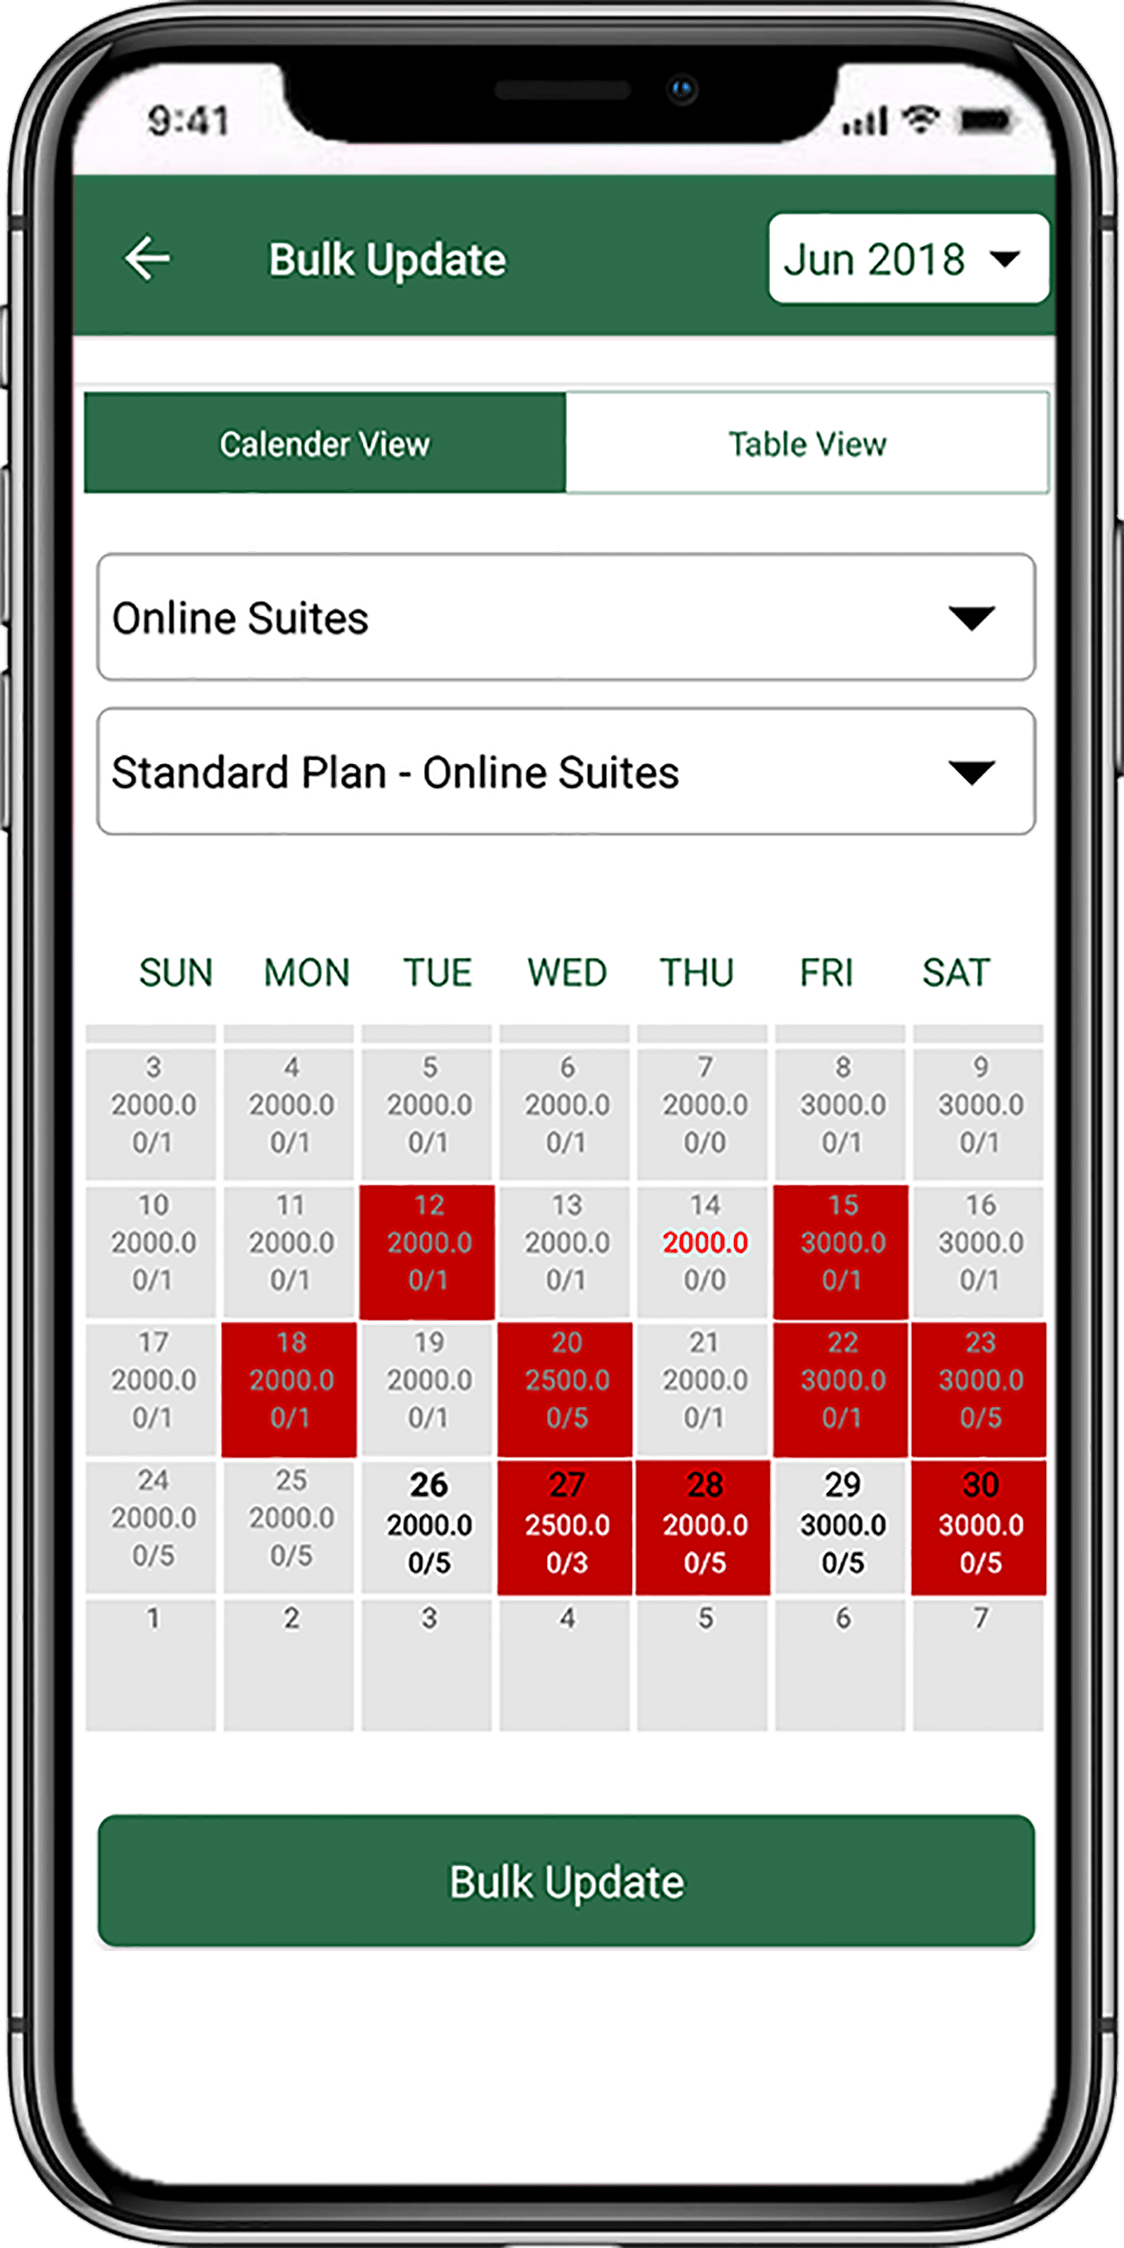 9:41
Bulk Update
Jun 2018
Calender View
Table View
Online Suites
Standard Plan - Online Suites
SUN MON TUE WED THU FRI SAT
3 4 5 6 7 8 9
2000.0 2000.0 2000.0 2000.0 2000.0 3000.0 3000.0
0/1 0/1 0/1 0/1 0/0 0/1 0/1
10 11 12 13 14 15 16
2000.0 2000.0 2000.0 2000.0 2000.0 3000.0 3000.0
0/1 0/1 0/1 0/1 0/0 0/1 0/1
17 18 19 20 21 22 23
2000.0 2000.0 2000.0 2500.0 2000.0 3000.0 3000.0
0/1 0/1 0/1 0/5 0/1 0/1 0/5
24 25 26 27 28 29 30
2000.0 2000.0 2000.0 2500.0 2000.0 3000.0 3000.0
0/5 0/5 0/5 0/3 0/5 0/5 0/5
1 2 3 4 5 6 7
Bulk Update